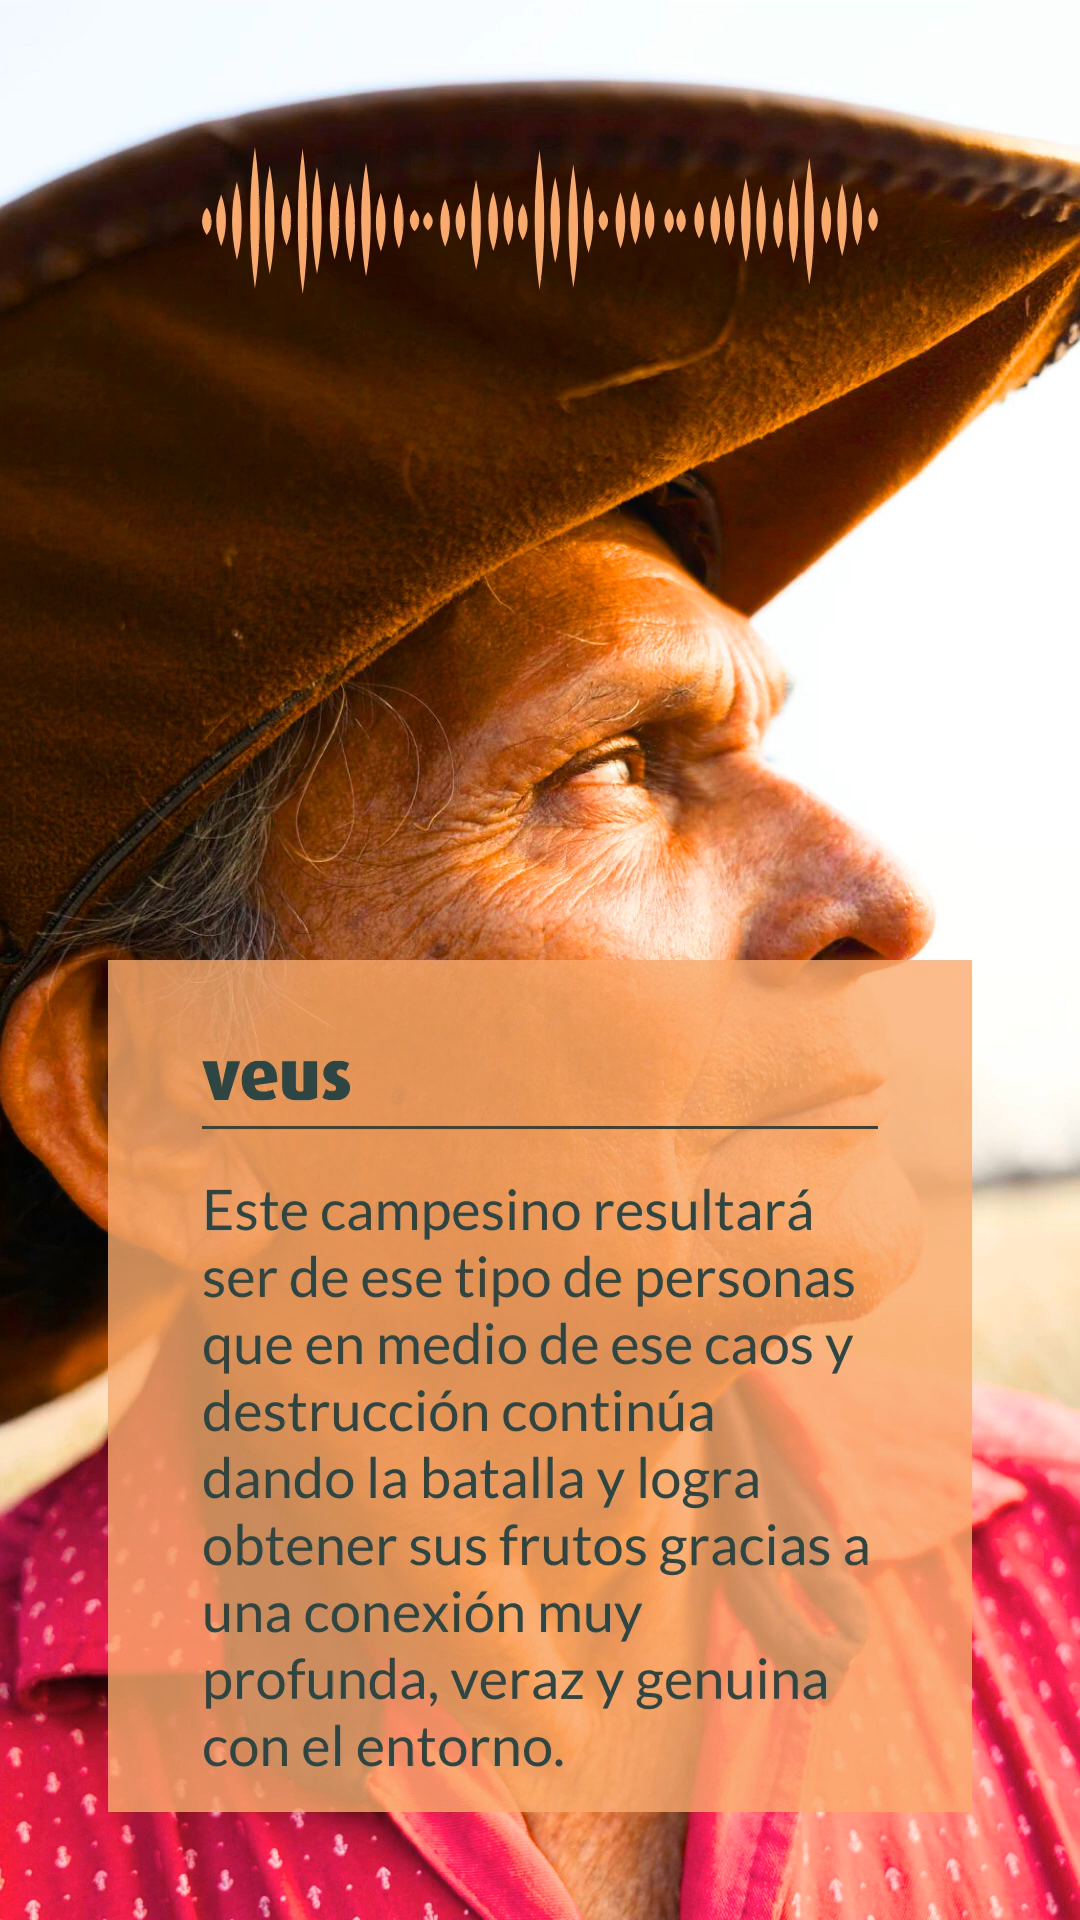 veus
Este campesino resultará
ser de ese tipo de personas
que en medio de ese caos y
destrucción continúa
dando la batalla y logra
obtener sus frutos gracias a
una conexión muy
profunda, veraz y genuina
con el entorno.